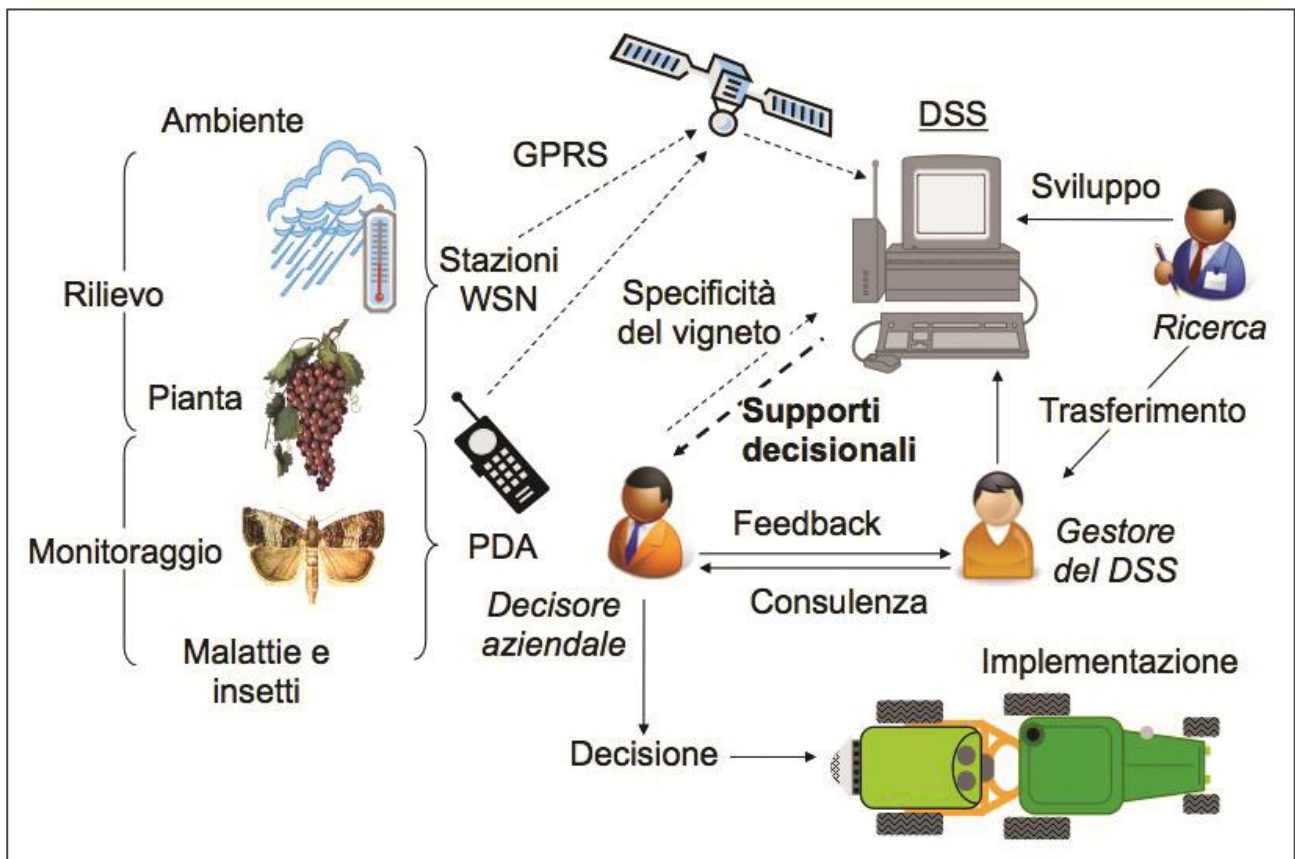 Ambiente
DSS
GPRS
Sviluppo
Rilievo
Stazioni
WSN
Specificità
del vigneto
Ricerca
Pianta
Supporti
decisionali
Trasferimento
Monitoraggio
PDA
Feedback
Gestore
del DSS
Consulenza
Decisore
aziendale
Malattie e
insetti
Implementazione
Decisione